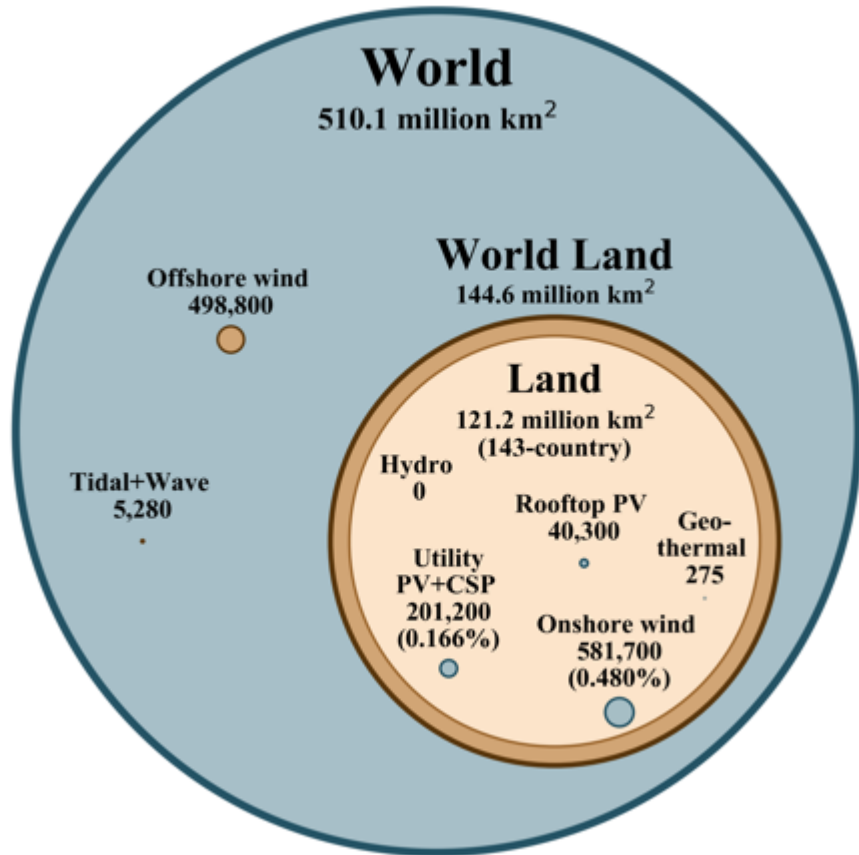 World
510.1 million km²
World Land
144.6 million km²
Offshore wind
498,800
Land
121.2 million km²
(143-country)
Hydro
0
Tidal+Wave
5,280
Rooftop PV
40,300
Geo-
thermal
275
Utility
PV+CSP
201,200
(0.166%)
Onshore wind
581,700
(0.480%)